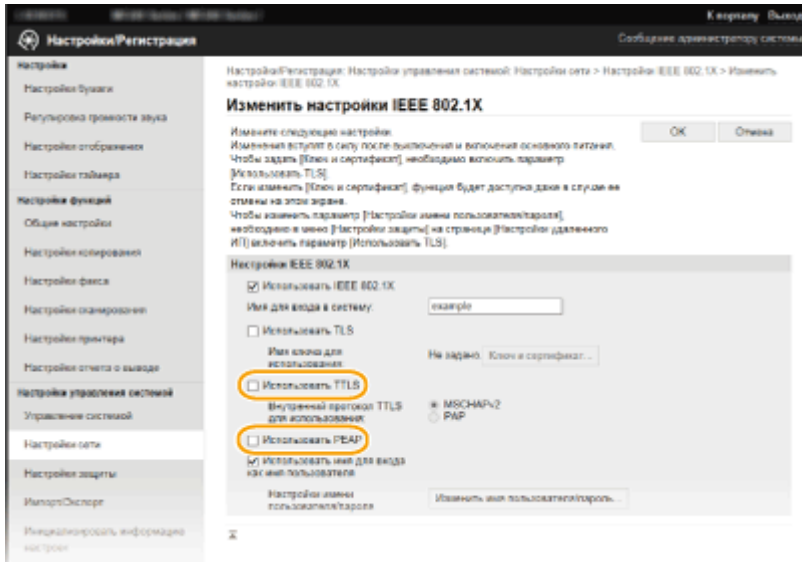 К порталу Выход
Настройки/Регистрация
Сообщение администратору системы
Настройки
Настройки бумаги
Регулировка громкости звука
Настройки отображения
Настройки таймера
Настройки функций
Общие настройки
Настройки копирования
Настройки факса
Настройки сканирования
Настройки принтера
Настройки отчета о выводе
Настройки управления системой
Управление системой
Настройки сети
Настройки защиты
Импорт/Экспорт
Инициализировать информацию
настроек
Настройки/Регистрация: Настройки управления системой: Настройки сети > Настройки IEEE 802.1X > Изменить
настройки IEEE 802.1X
Изменить настройки IEEE 802.1X
Измените следующие настройки.
Изменения вступят в силу после выключения и включения основного питания.
Чтобы задать [Ключ и сертификат], необходимо включить параметр
[Использовать TLS].
Если изменить [Ключ и сертификат], функция будет доступна даже в случае ее
отмены на этом экране.
Чтобы изменить параметр [Настройки имени пользователя/пароля],
необходимо в меню [Настройки защиты] на странице [Настройки удаленного
ИП] включить параметр [Использовать TLS].
OK Отмена
Настройки IEEE 802.1X
Использовать IEEE 802.1X
Имя для входа в систему: example
Использовать TLS
Имя ключа для
использования: Не задано. Ключ и сертификат...
Использовать TTLS
Внутренний протокол TTLS
для использования: MSCHAPv2
PAP
Использовать PEAP
Использовать имя для входа
как имя пользователя
Настройки имени
пользователя/пароля Изменить имя пользователя/пароль...